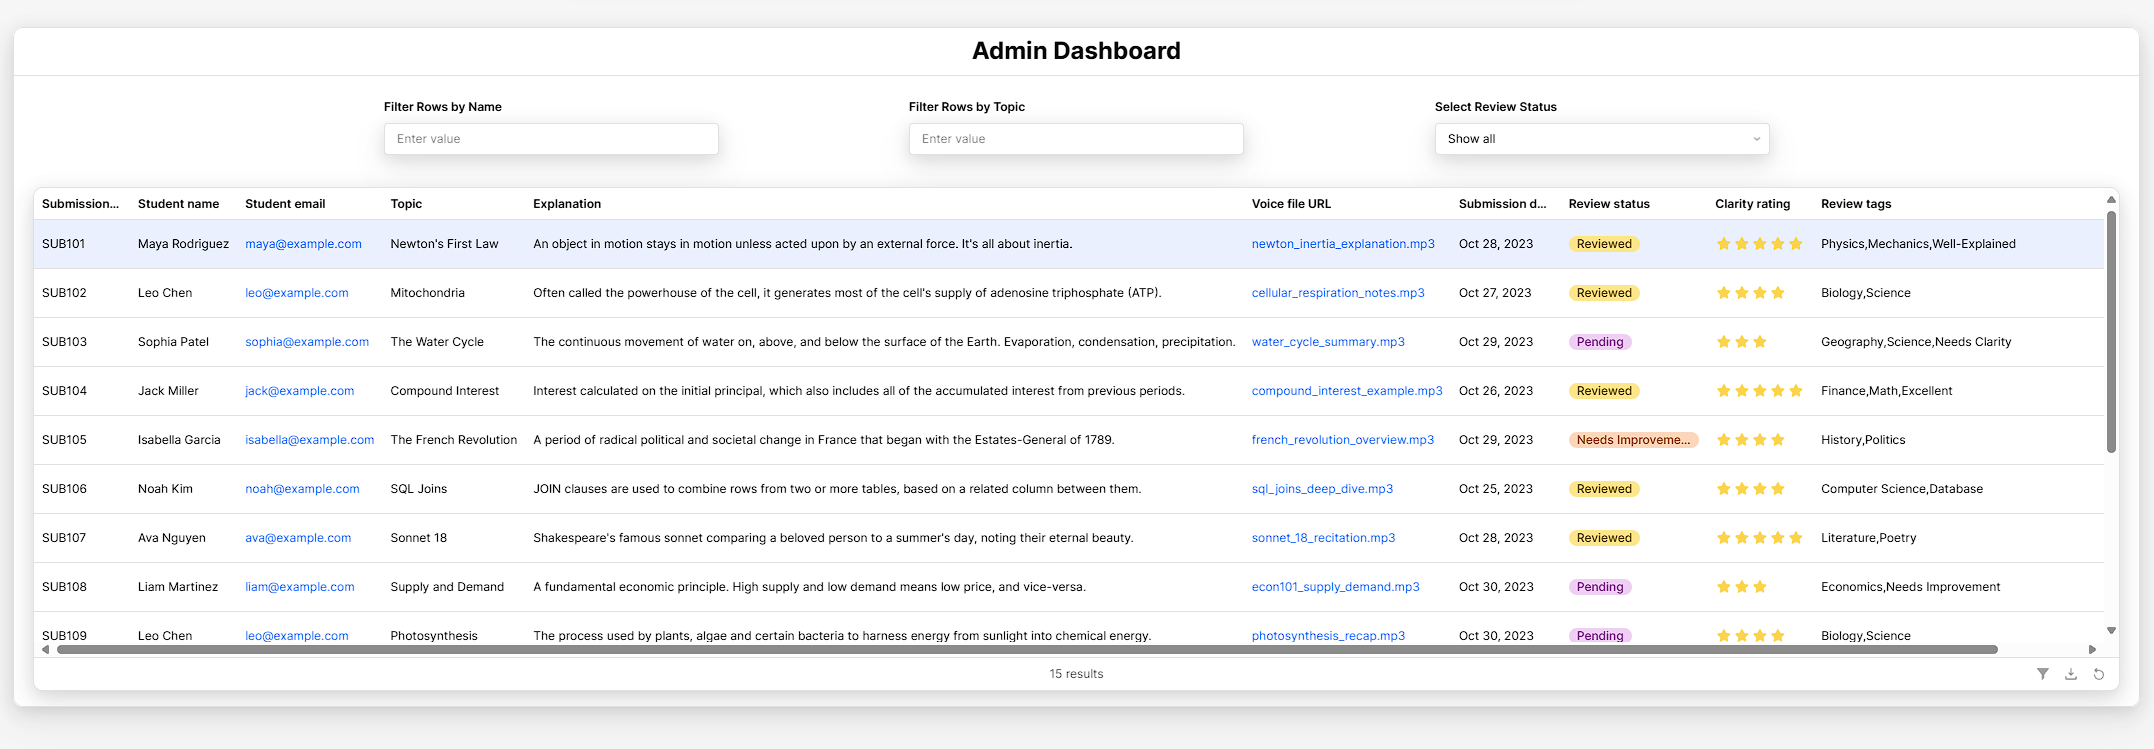 Admin Dashboard
Filter Rows by Name Filter Rows by Topic Select Review Status
Enter value Enter value Show all
Submission... Student name Student email Topic Explanation Voice file URL Submission d... Review status Clarity rating Review tags
SUB101 Maya Rodriguez maya@example.com Newton's First Law An object in motion stays in motion unless acted upon by an external force. It's all about inertia. newton_inertia_explanation.mp3 Oct 28, 2023 Reviewed Physics,Mechanics,Well-Explained
SUB102 Leo Chen leo@example.com Mitochondria Often called the powerhouse of the cell, it generates most of the cell's supply of adenosine triphosphate (ATP). cellular_respiration_notes.mp3 Oct 27, 2023 Reviewed Biology,Science
SUB103 Sophia Patel sophia@example.com The Water Cycle The continuous movement of water on, above, and below the surface of the Earth. Evaporation, condensation, precipitation. water_cycle_summary.mp3 Oct 29, 2023 Pending Geography,Science,Needs Clarity
SUB104 Jack Miller jack@example.com Compound Interest Interest calculated on the initial principal, which also includes all of the accumulated interest from previous periods. compound_interest_example.mp3 Oct 26, 2023 Reviewed Finance,Math,Excellent
SUB105 Isabella Garcia isabella@example.com The French Revolution A period of radical political and societal change in France that began with the Estates-General of 1789. french_revolution_overview.mp3 Oct 29, 2023 Needs Improveme... History,Politics
SUB106 Noah Kim noah@example.com SQL Joins JOIN clauses are used to combine rows from two or more tables, based on a related column between them. sql_joins_deep_dive.mp3 Oct 25, 2023 Reviewed Computer Science,Database
SUB107 Ava Nguyen ava@example.com Sonnet 18 Shakespeare's famous sonnet comparing a beloved person to a summer's day, noting their eternal beauty. sonnet_18_recitation.mp3 Oct 28, 2023 Reviewed Literature,Poetry
SUB108 Liam Martinez liam@example.com Supply and Demand A fundamental economic principle. High supply and low demand means low price, and vice-versa. econ101_supply_demand.mp3 Oct 30, 2023 Pending Economics,Needs Improvement
SUB109 Leo Chen leo@example.com Photosynthesis The process used by plants, algae and certain bacteria to harness energy from sunlight into chemical energy. photosynthesis_recap.mp3 Oct 30, 2023 Pending Biology,Science
15 results